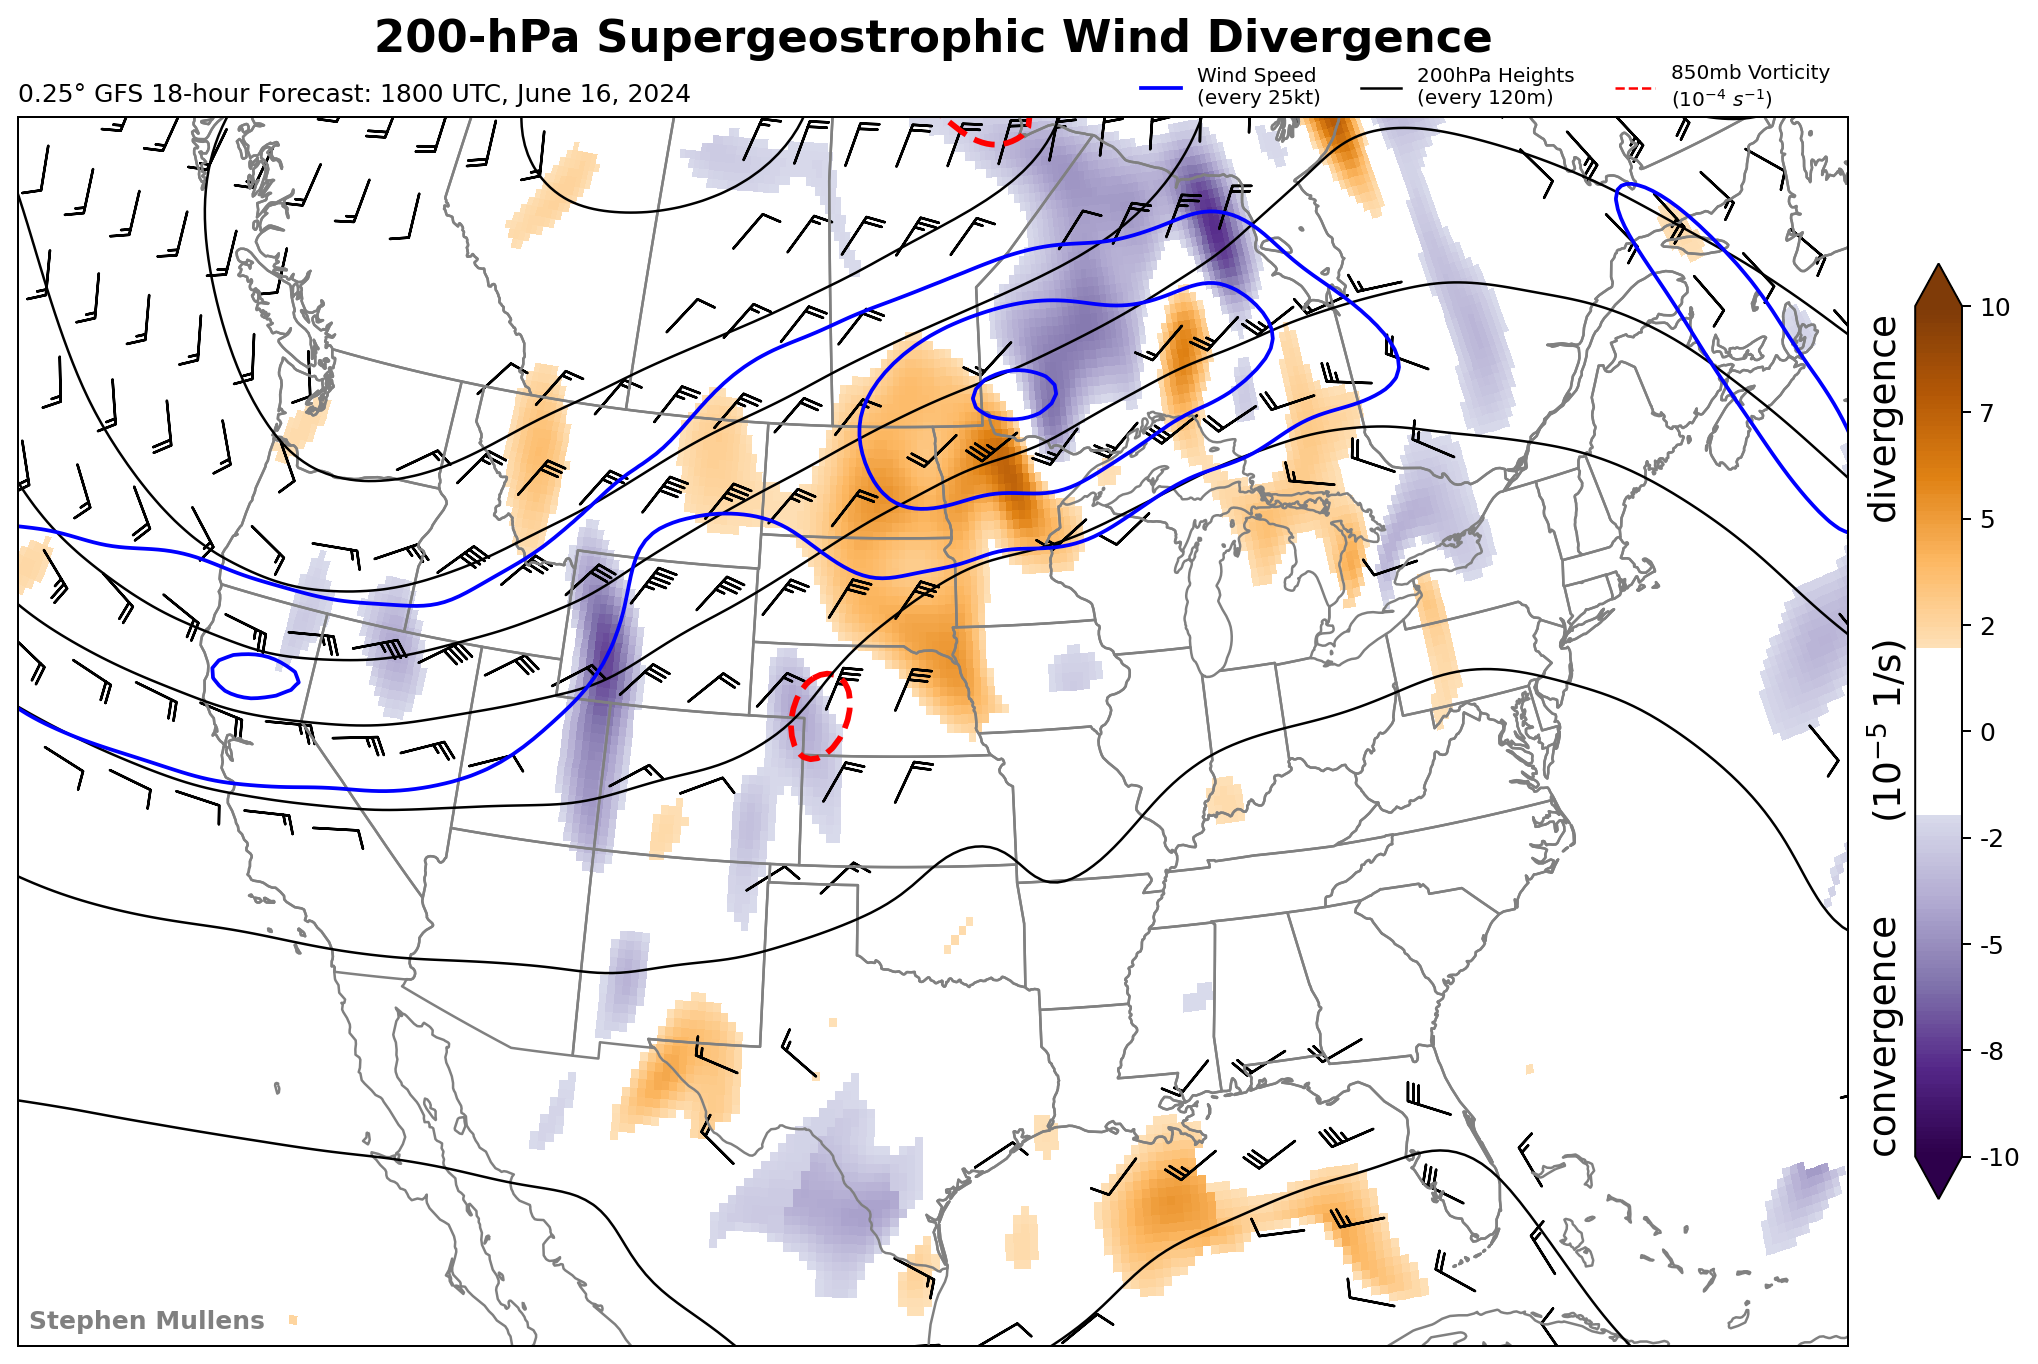 200-hPa Supergeostrophic Wind Divergence
0.25° GFS 18-hour Forecast: 1800 UTC, June 16, 2024
Wind Speed
(every 25kt)
200hPa Heights
(every 120m)
850mb Vorticity
(10⁻⁴ s⁻¹)
10
7
5
2
0
-2
-5
-8
-10
convergence (10⁻⁵ 1/s) divergence
Stephen Mullens